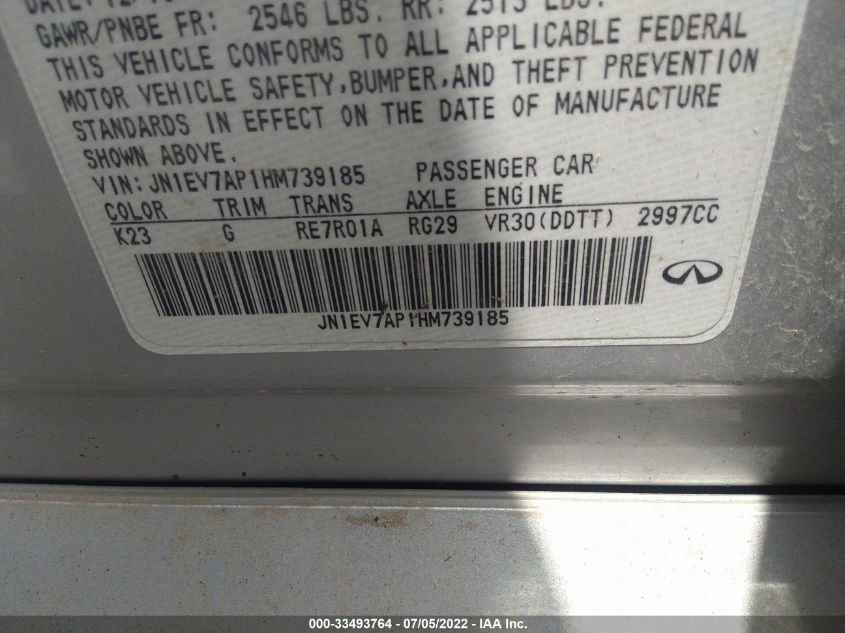 GAWR/PNBE FR: 2546 LBS. RR: 2513 LBS.
THIS VEHICLE CONFORMS TO ALL APPLICABLE FEDERAL
MOTOR VEHICLE SAFETY, BUMPER, AND THEFT PREVENTION
STANDARDS IN EFFECT ON THE DATE OF MANUFACTURE
SHOWN ABOVE.
VIN: JN1EV7AP1HM739185 PASSENGER CAR
COLOR TRIM TRANS AXLE ENGINE
K23 G RE7R01A RG29 VR30(DDTT) 2997CC
JN1EV7AP1HM739185
000-33493764 - 07/05/2022 - IAA Inc.